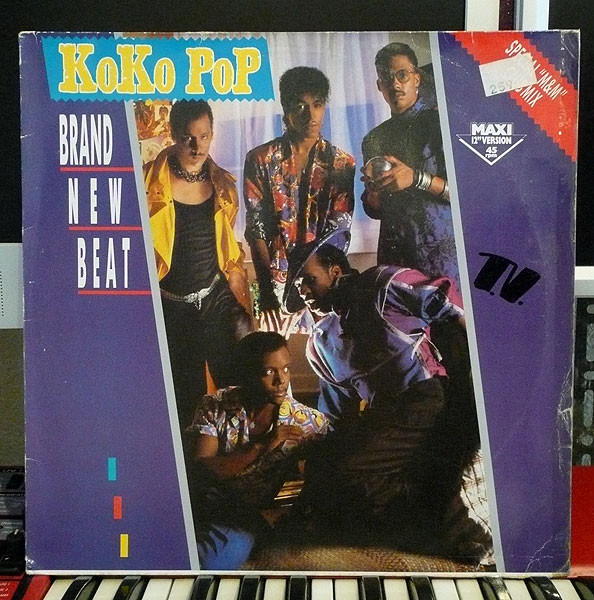 KoKo PoP
BRAND
NEW
BEAT
SPECIAL "M&M"
MIX
MAXI
12" VERSION
45
rpm
T.V.